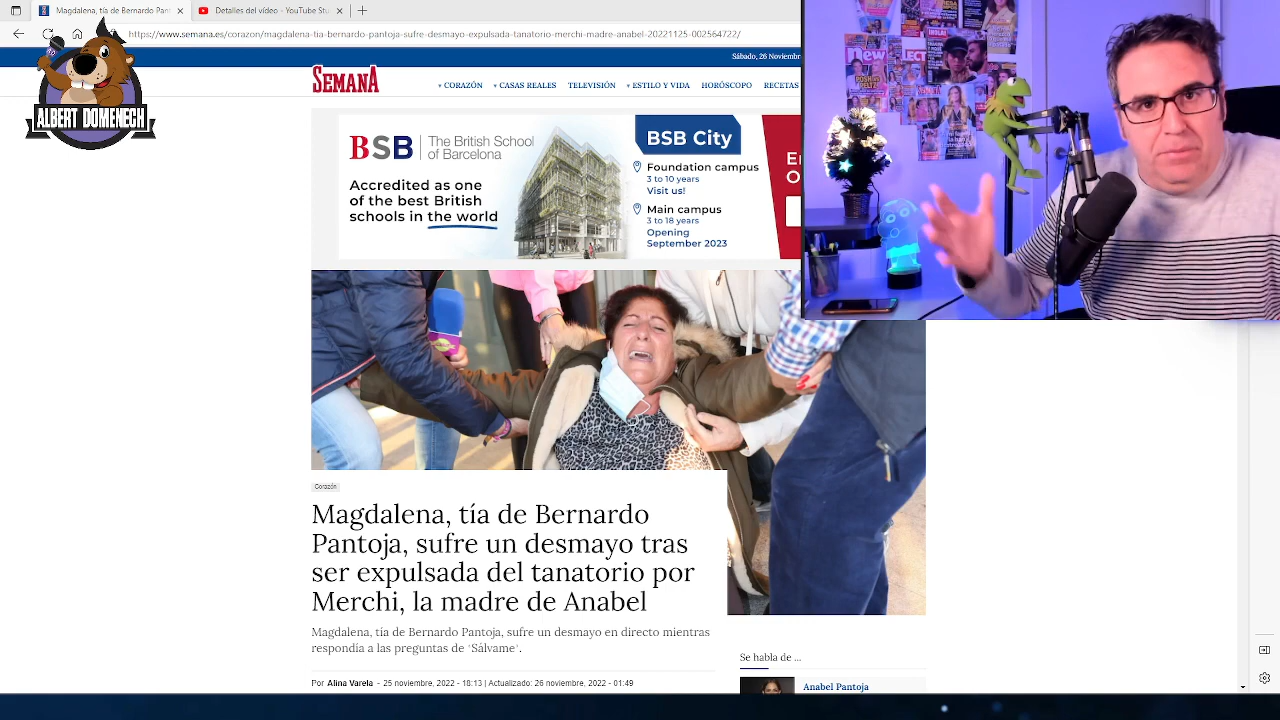 Magdalena, tía de Bernardo Pan
Detalles del vídeo - YouTube Stu
https://www.semana.es/corazon/magdalena-tia-bernardo-pantoja-sufre-desmayo-expulsada-tanatorio-merchi-madre-anabel-20221125-002564722/
ALBERT DOMENECH
Sábado, 26 Noviembre
SEMANA
CORAZÓN
CASAS REALES
TELEVISIÓN
ESTILO Y VIDA
HORÓSCOPO
RECETAS
BSB
The British School
of Barcelona
Accredited as one
of the best British
schools in the world
BSB City
Foundation campus
3 to 10 years
Visit us!
Main campus
3 to 18 years
Opening
September 2023
new
¡HOLA!
Corazón
Magdalena, tía de Bernardo
Pantoja, sufre un desmayo tras
ser expulsada del tanatorio por
Merchi, la madre de Anabel
Magdalena, tía de Bernardo Pantoja, sufre un desmayo en directo mientras
respondía a las preguntas de 'Sálvame'.
Por Alina Varela - 25 noviembre, 2022 - 18:13 | Actualizado: 26 noviembre, 2022 - 01:49
Se habla de ...
Anabel Pantoja